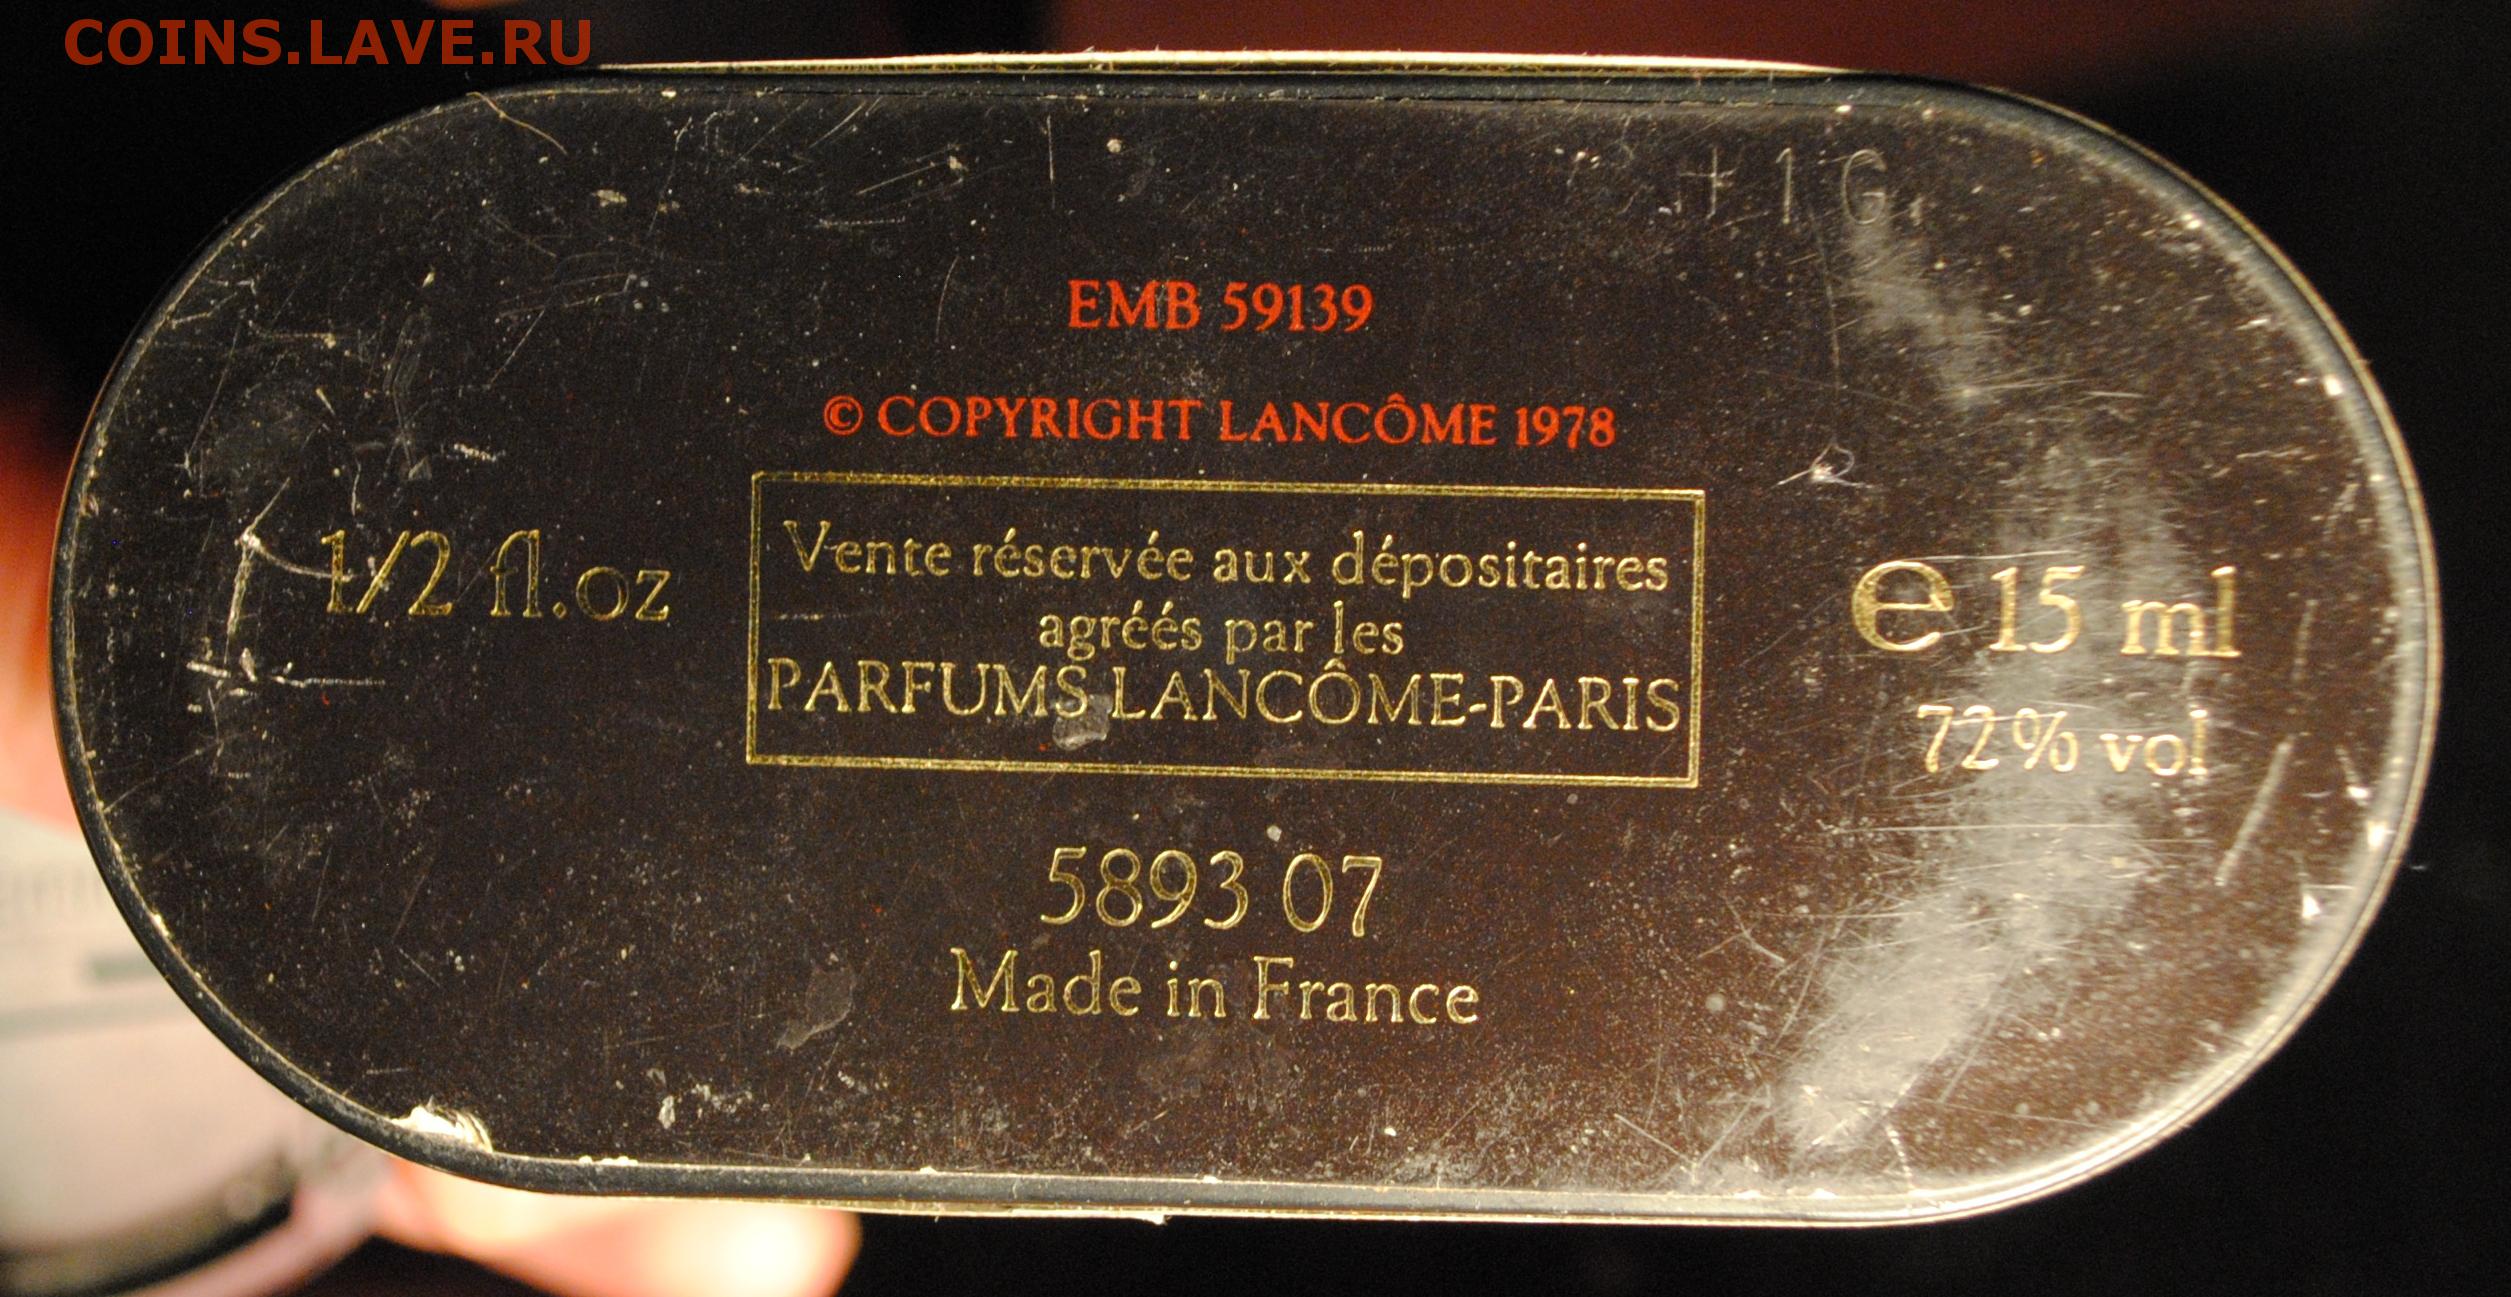 COINS.LAVE.RU
+1G
EMB 59139
© COPYRIGHT LANCÔME 1978
1/2 fl.oz
Vente réservée aux dépositaires
agréés par les
PARFUMS LANCÔME-PARIS
e 15 ml
72% vol
5893 07
Made in France